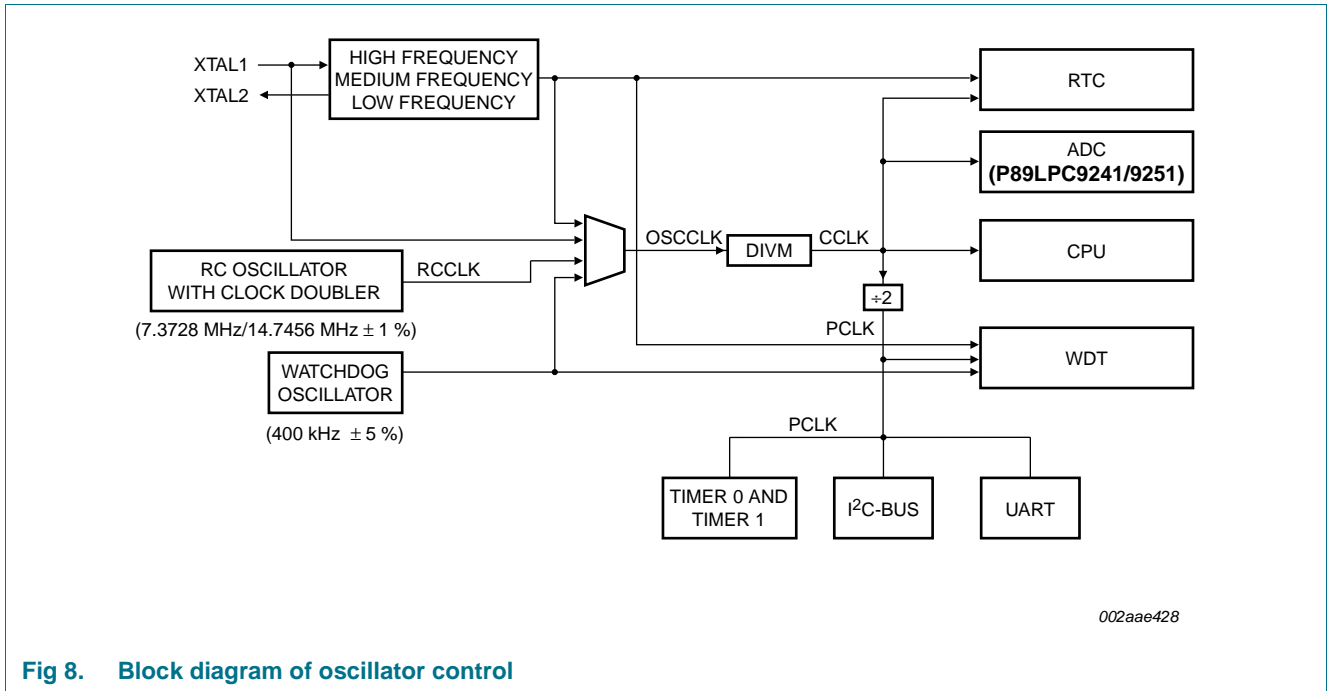 XTAL1
XTAL2
HIGH FREQUENCY
MEDIUM FREQUENCY
LOW FREQUENCY
RTC
ADC
(P89LPC9241/9251)
OSCCLK
DIVM
CCLK
CPU
RC OSCILLATOR
WITH CLOCK DOUBLER
RCCLK
(7.3728 MHz/14.7456 MHz ± 1 %)
÷2
PCLK
WDT
WATCHDOG
OSCILLATOR
(400 kHz ± 5 %)
PCLK
TIMER 0 AND
TIMER 1
I²C-BUS
UART
002aae428
Fig 8. Block diagram of oscillator control